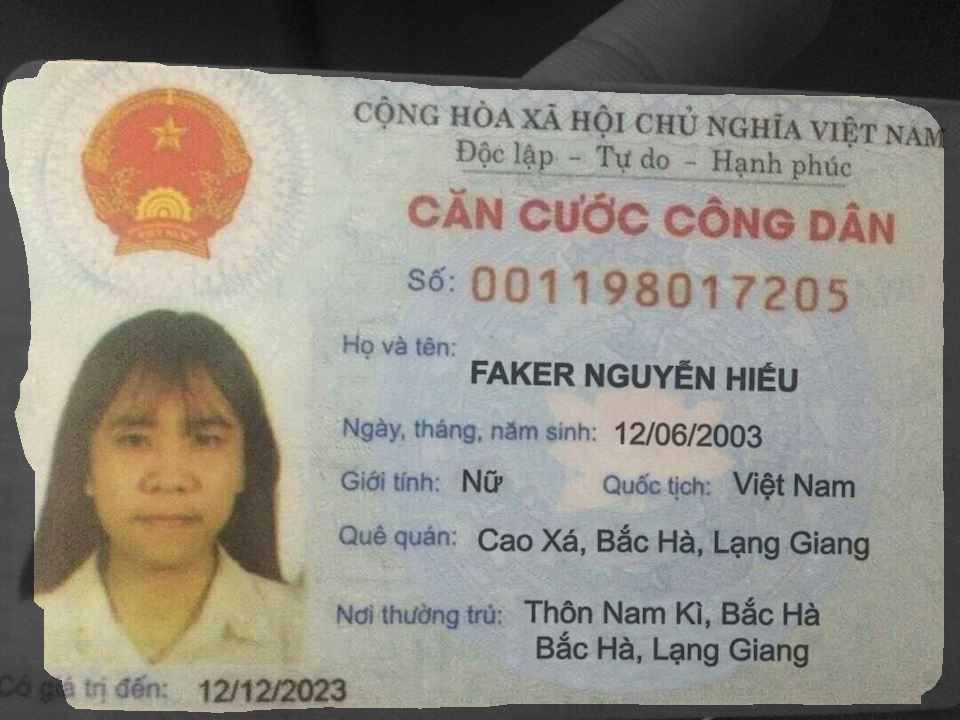 CỘNG HÒA XÃ HỘI CHỦ NGHĨA VIỆT NAM
Độc lập - Tự do - Hạnh phúc
CĂN CƯỚC CÔNG DÂN
Số: 001198017205
Họ và tên:
FAKER NGUYỄN HIẾU
Ngày, tháng, năm sinh: 12/06/2003
Giới tính: Nữ Quốc tịch: Việt Nam
Quê quán: Cao Xá, Bắc Hà, Lạng Giang
Nơi thường trú: Thôn Nam Kì, Bắc Hà
Bắc Hà, Lạng Giang
Có giá trị đến: 12/12/2023